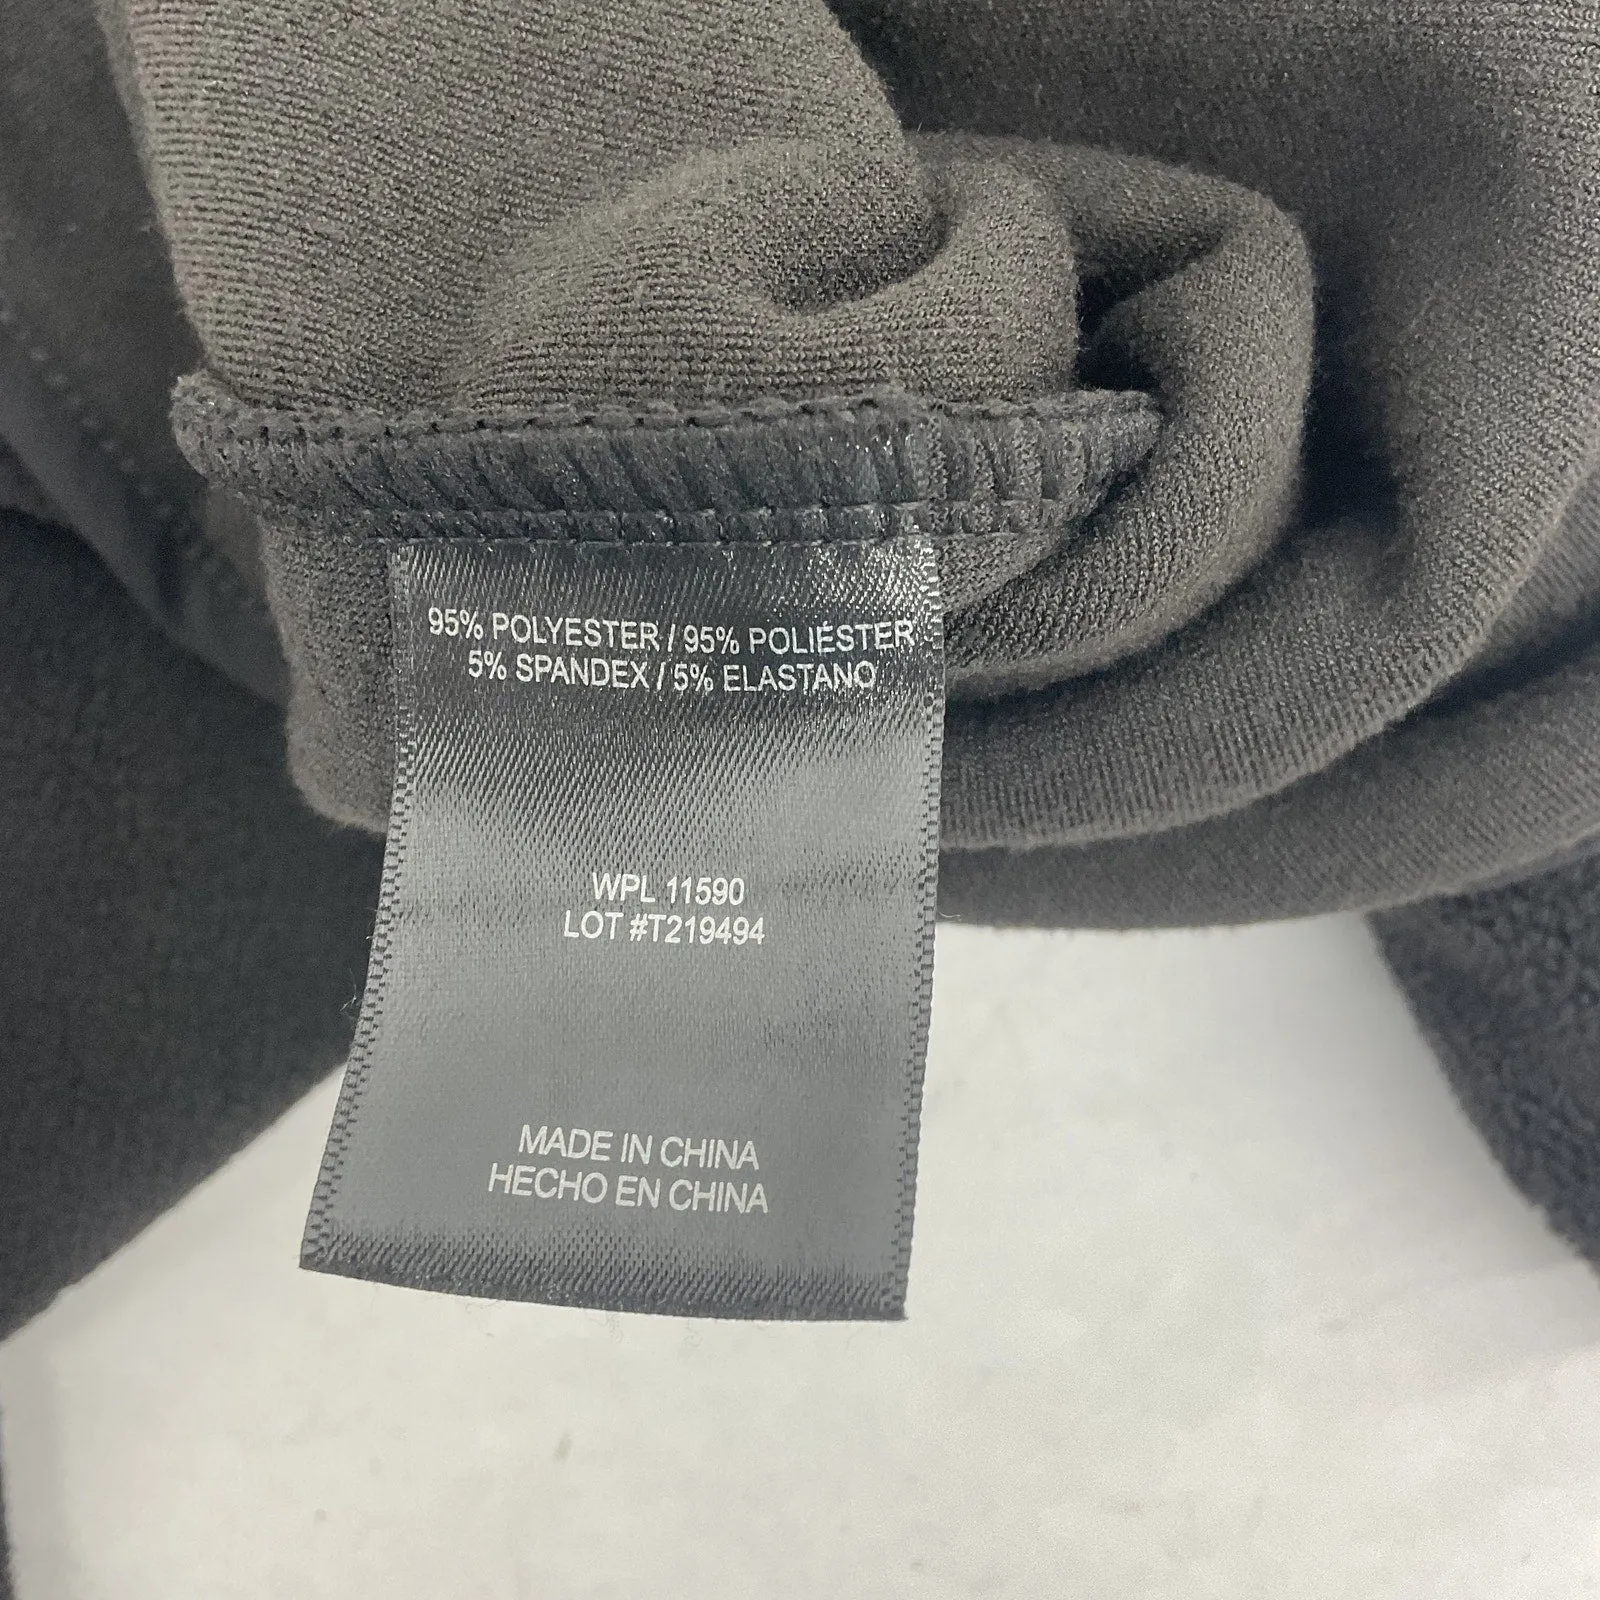 95% POLYESTER / 95% POLIÉSTER
5% SPANDEX / 5% ELASTANO
WPL 11590
LOT #T219494
MADE IN CHINA
HECHO EN CHINA